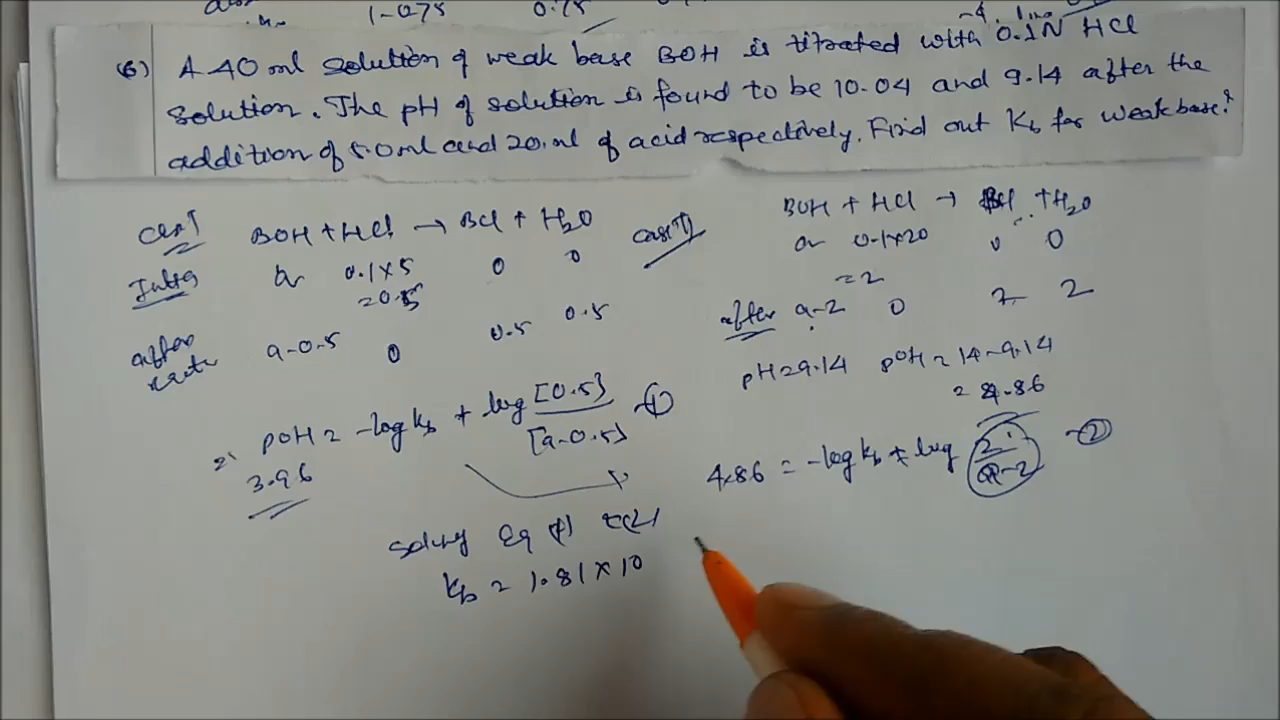 1-0.75 0.75
(6) A 40 ml solution of weak base BOH is titrated with 0.1N HCl
solution. The pH of solution is found to be 10.04 and 9.14 after the
addition of 5.0ml and 20.ml of acid respectively. Find out Kb for weak base?
Case I BOH + HCl → BCl + H2O
a 0.1×5 0 0
=0.5
after a-0.5 0 0.5 0.5
pOH = -log Kb + log [0.5]/[a-0.5] -①
3.96
Case II BOH + HCl → BCl + H2O
a 0.1×20 0 0
=2
after a-2 0 2 2
pH=9.14 pOH = 14-9.14
= 4.86
4.86 = -log Kb + log 2/a-2 -②
Solving Eq
Kb = 1.81×10